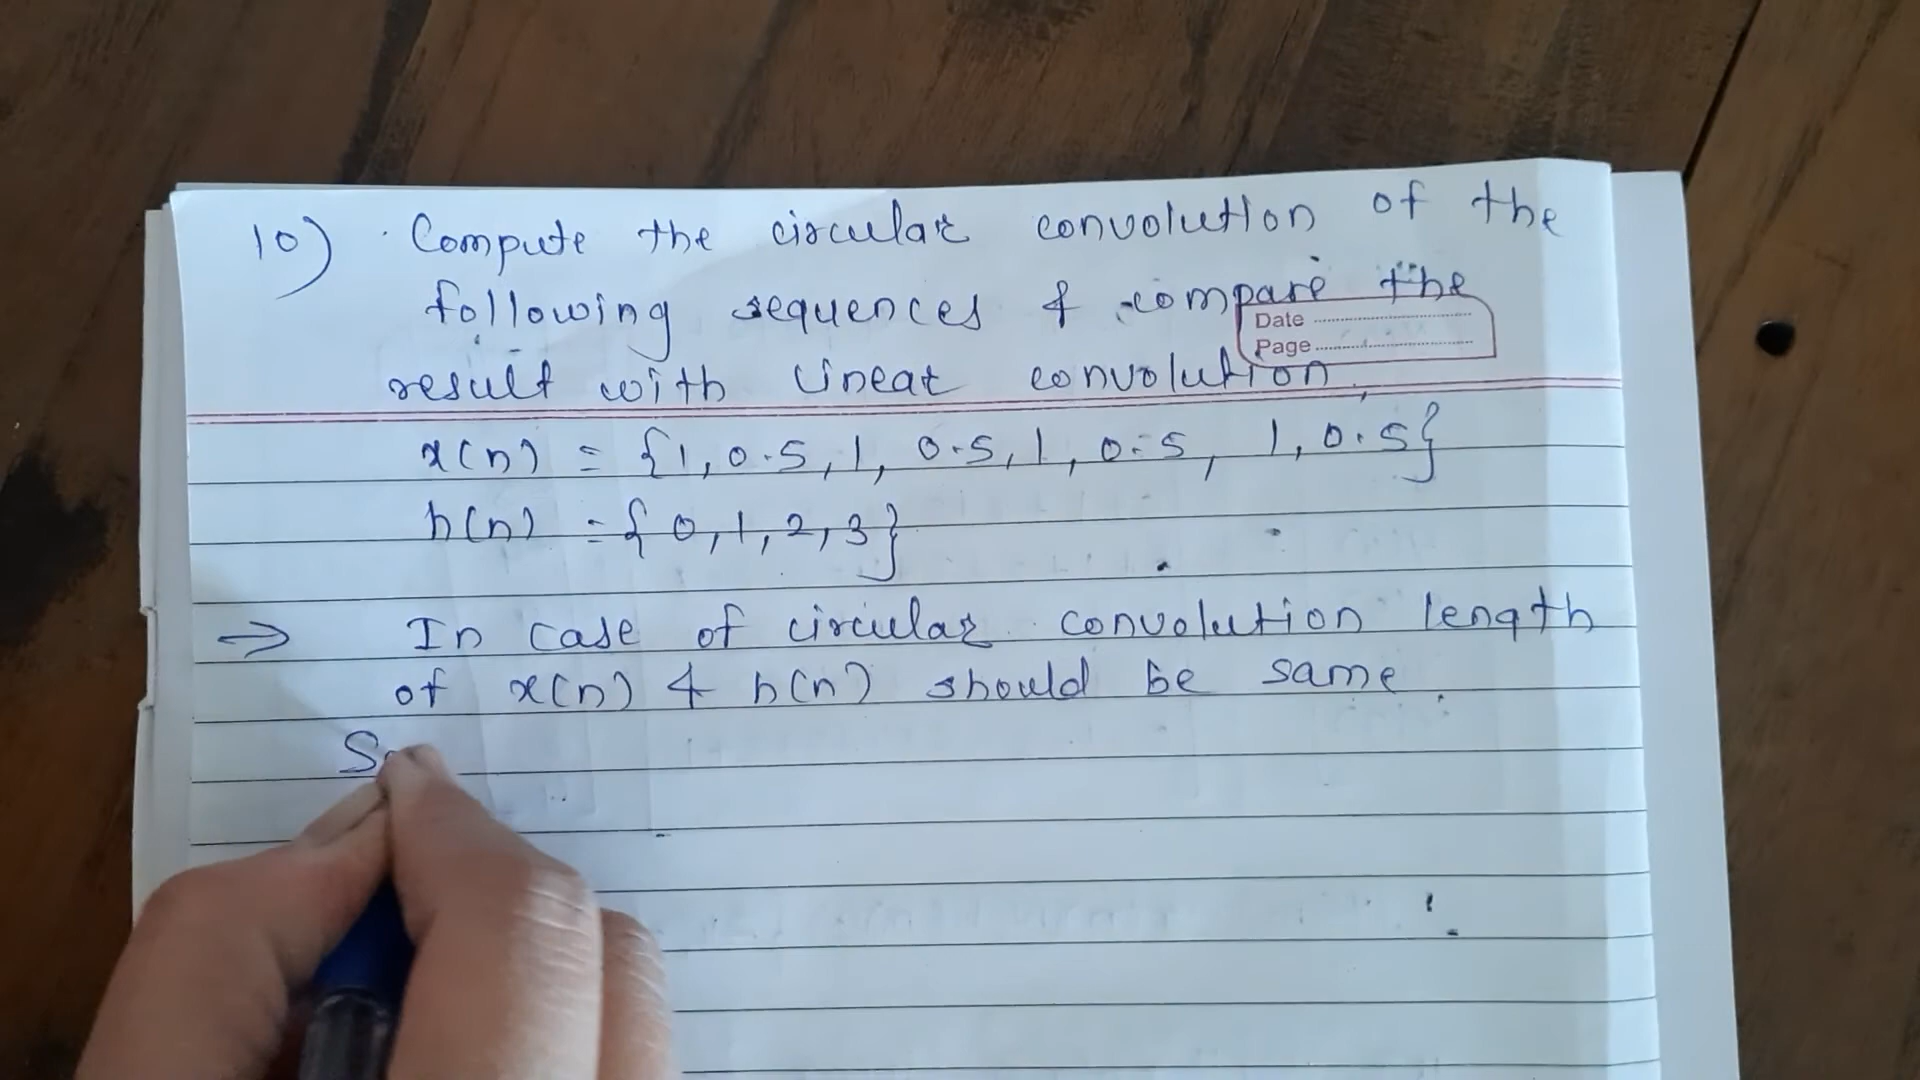 10) Compute the circular convolution of the
following sequences & compare the
Date
Page
result with linear convolution.
x(n) = {1, 0.5, 1, 0.5, 1, 0.5, 1, 0.5}
h(n) = {0, 1, 2, 3}
⇒ In case of circular convolution length
of x(n) & h(n) should be same.